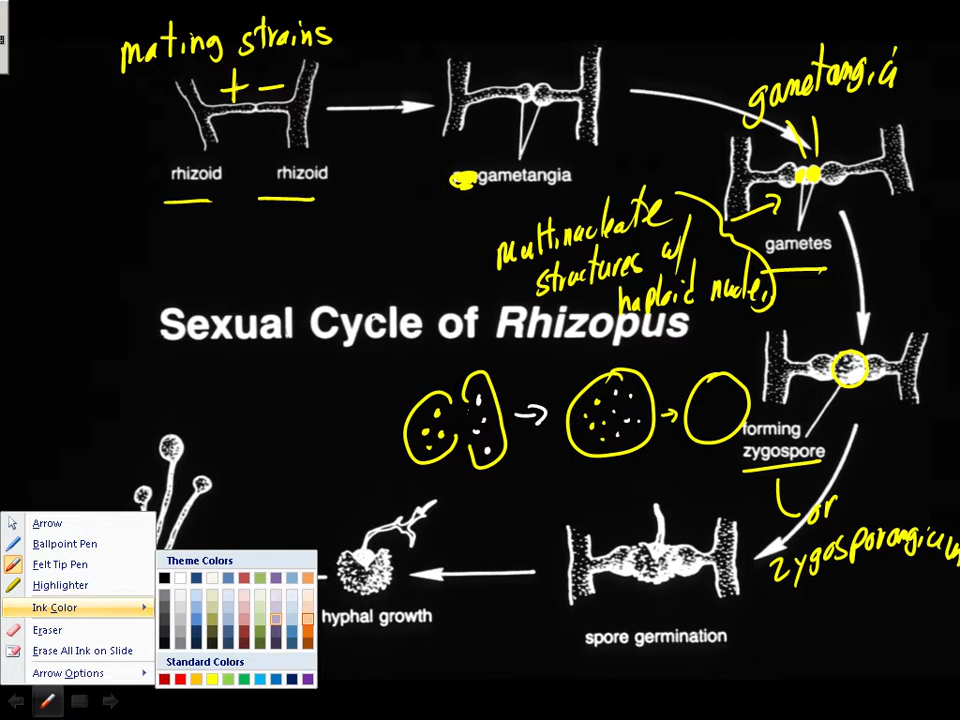 mating strains
+ -
gametangia
rhizoid
rhizoid
gametangia
gametes
multinucleate
structures w/
haploid nuclei
Sexual Cycle of Rhizopus
forming
zygospore
or
zygosporangium
Arrow
Ballpoint Pen
Felt Tip Pen
Highlighter
Ink Color
Eraser
Erase All Ink on Slide
Arrow Options
Theme Colors
Standard Colors
hyphal growth
spore germination